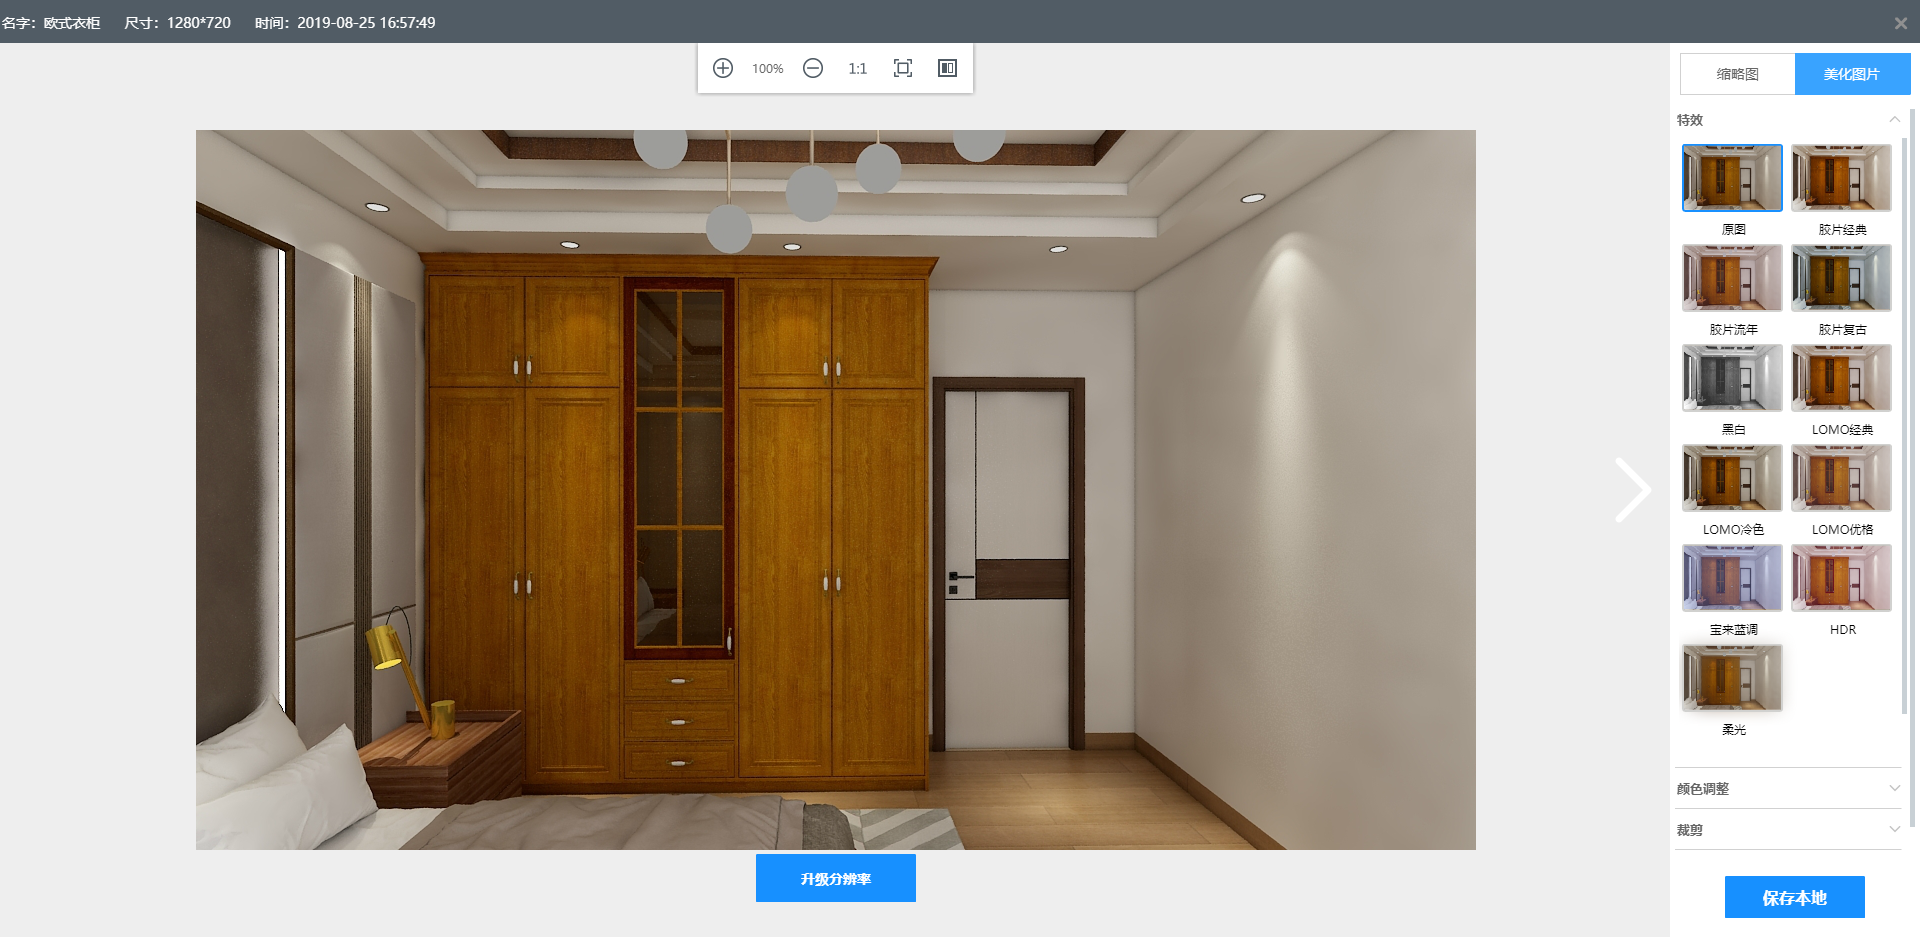 名字：欧式衣柜 尺寸：1280*720 时间：2019-08-25 16:57:49
100% 1:1
缩略图 美化图片
特效
原图 胶片经典
胶片流年 胶片复古
黑白 LOMO经典
LOMO冷色 LOMO优格
宝来蓝调 HDR
柔光
颜色调整
裁剪
升级分辨率
保存本地